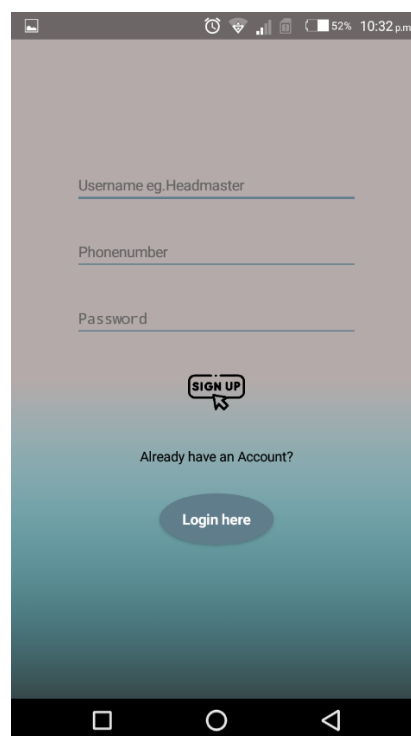 52% 10:32 p.m
Username eg.Headmaster
Phonenumber
Password
SIGN UP
Already have an Account?
Login here